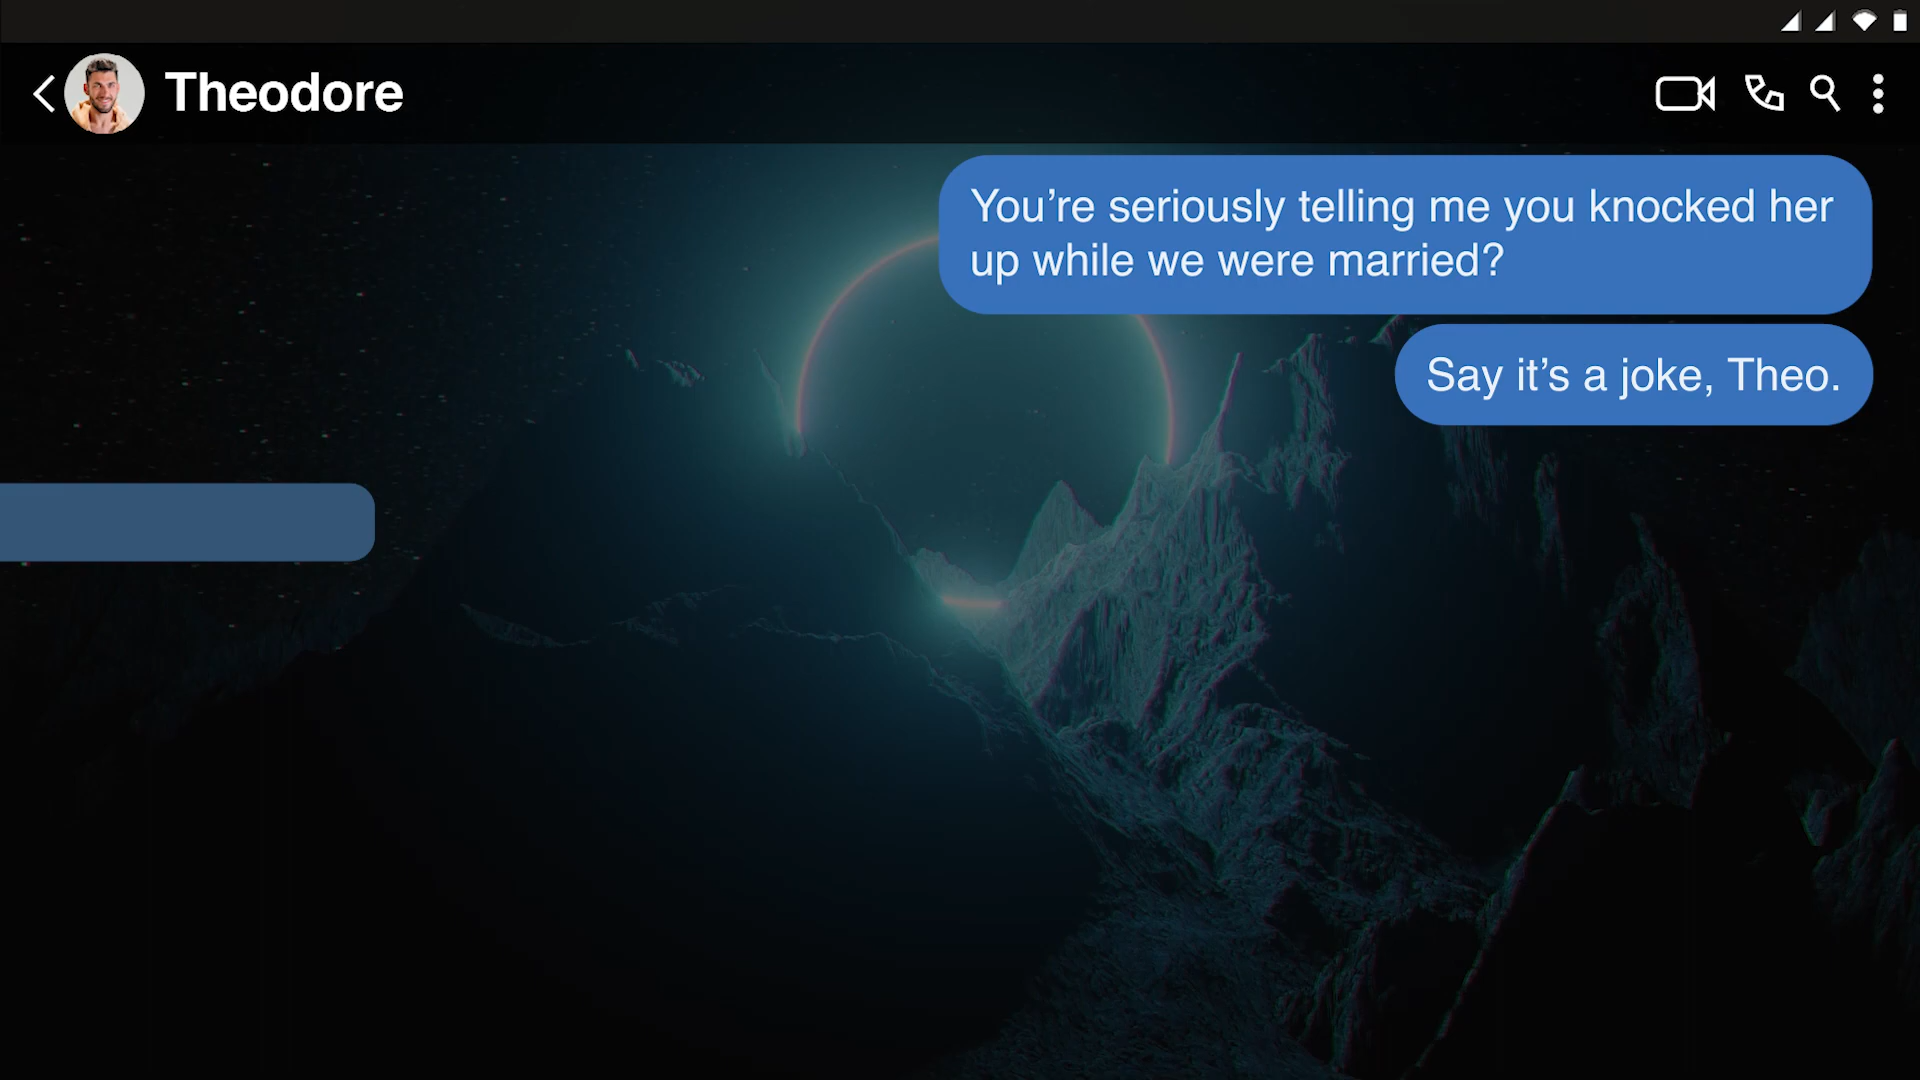 Theodore
You’re seriously telling me you knocked her
up while we were married?
Say it’s a joke, Theo.